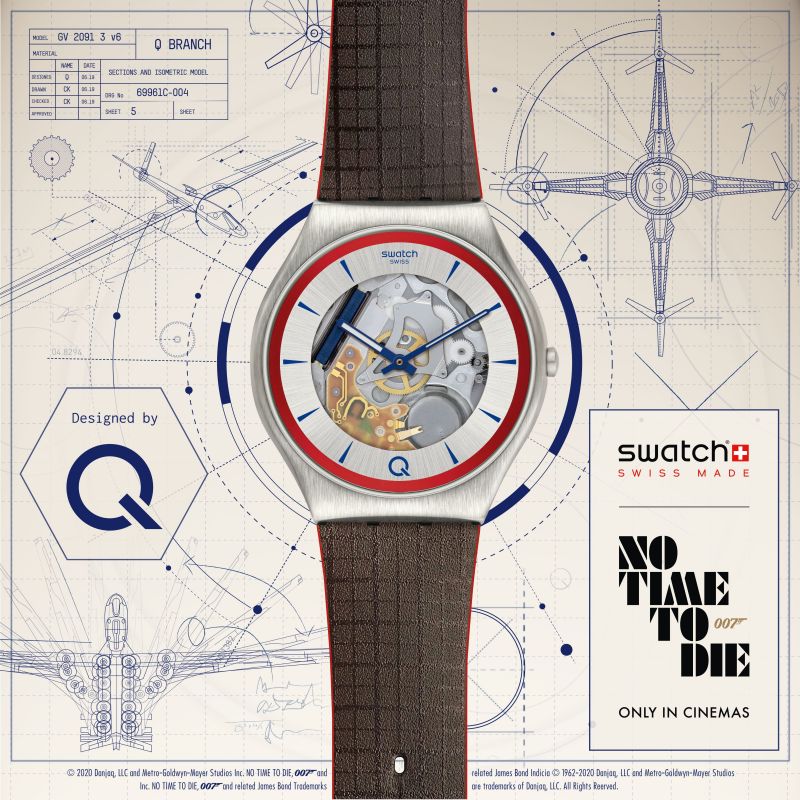 MODEL GV 2091 3 v6
Q BRANCH
MATERIAL
NAME DATE
SECTIONS AND ISOMETRIC MODEL
DESIGNED Q 06.19
DRAWN CK 06.19
DRG No 69961C-004
CHECKED CK 06.19
APPROVED
SHEET 5 SHEET
swatch
SWISS
04.8294
Designed by
Q
Q
swatch
SWISS MADE
NO
TIME
TO 007
DIE
ONLY IN CINEMAS
© 2020 Danjaq, LLC and Metro-Goldwyn-Mayer Studios Inc. NO TIME TO DIE, 007 and
related James Bond Indicia © 1962-2020 Danjaq, LLC and Metro-Goldwyn-Mayer Studios
Inc. NO TIME TO DIE, 007 and related James Bond Trademarks
are trademarks of Danjaq, LLC. All Rights Reserved.